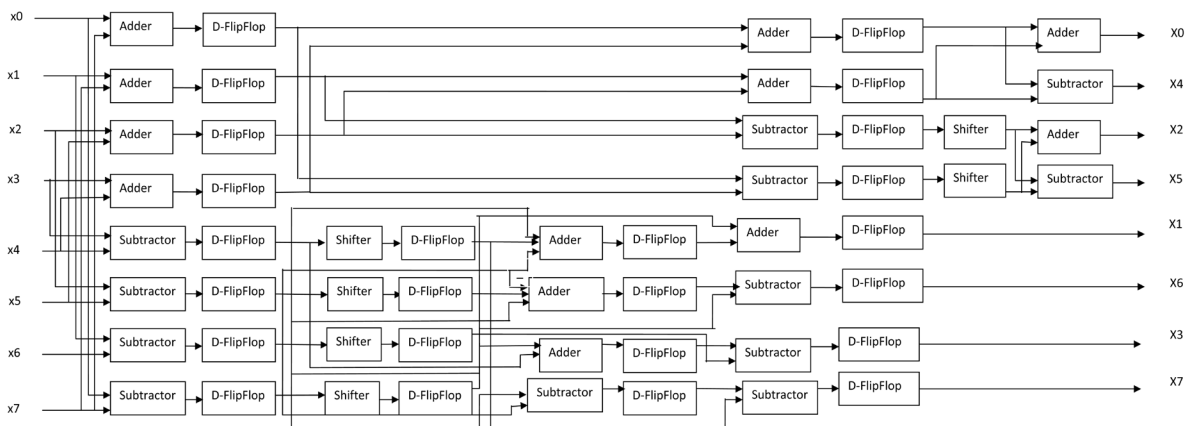 x0 Adder D-FlipFlop Adder D-FlipFlop Adder X0
x1 Adder D-FlipFlop Adder D-FlipFlop Subtractor X4
x2 Adder D-FlipFlop Subtractor D-FlipFlop Shifter Adder X2
x3 Adder D-FlipFlop Subtractor D-FlipFlop Shifter Subtractor X5
x4 Subtractor D-FlipFlop Shifter D-FlipFlop Adder D-FlipFlop Adder D-FlipFlop X1
x5 Subtractor D-FlipFlop Shifter D-FlipFlop Adder D-FlipFlop Subtractor D-FlipFlop X6
x6 Subtractor D-FlipFlop Shifter D-FlipFlop Adder D-FlipFlop Subtractor D-FlipFlop X3
x7 Subtractor D-FlipFlop Shifter D-FlipFlop Subtractor D-FlipFlop Subtractor D-FlipFlop X7